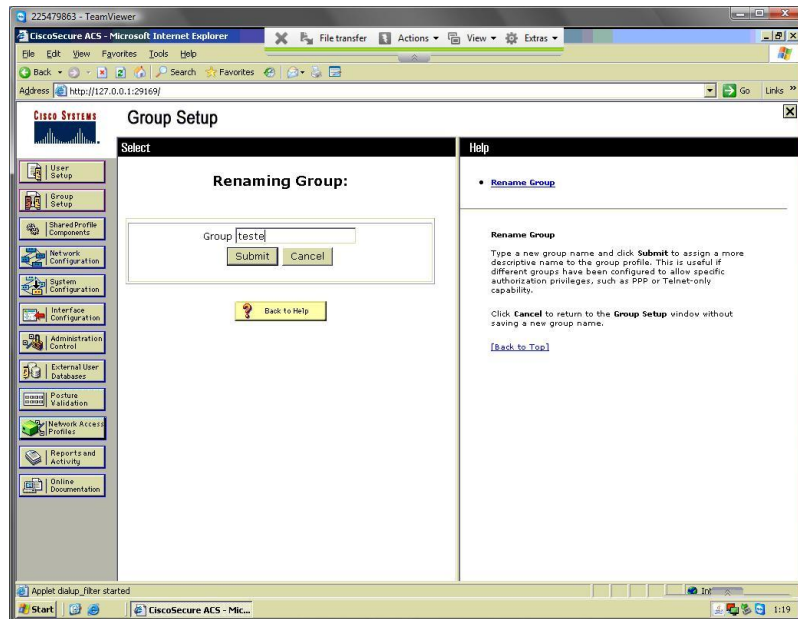 225479863 - TeamViewer
CiscoSecure ACS - Microsoft Internet Explorer
File transfer
Actions
View
Extras
File Edit View Favorites Tools Help
Back
Search
Favorites
Address
http://127.0.0.1:29169/
Go
Links »
CISCO SYSTEMS
Group Setup
Select
User Setup
Group Setup
Shared Profile Components
Network Configuration
System Configuration
Interface Configuration
Administration Control
External User Databases
Posture Validation
Network Access Profiles
Reports and Activity
Online Documentation
Renaming Group:
Group
teste
Submit
Cancel
Back to Help
Help
• Rename Group
Rename Group
Type a new group name and click Submit to assign a more
descriptive name to the group profile. This is useful if
different groups have been configured to allow specific
authorization privileges, such as PPP or Telnet-only
capability.
Click Cancel to return to the Group Setup window without
saving a new group name.
[Back to Top]
Applet dialup_filter started
Start
CiscoSecure ACS - Mic...
1:19